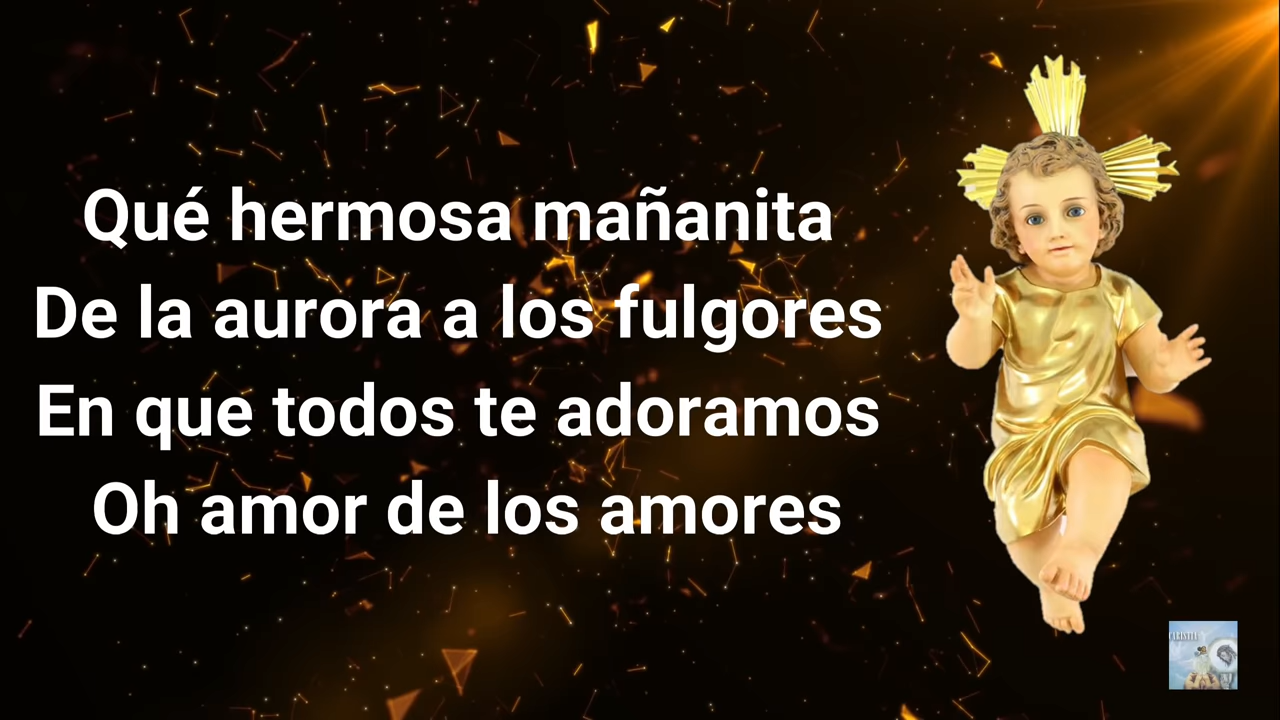 Qué hermosa mañanita
De la aurora a los fulgores
En que todos te adoramos
Oh amor de los amores